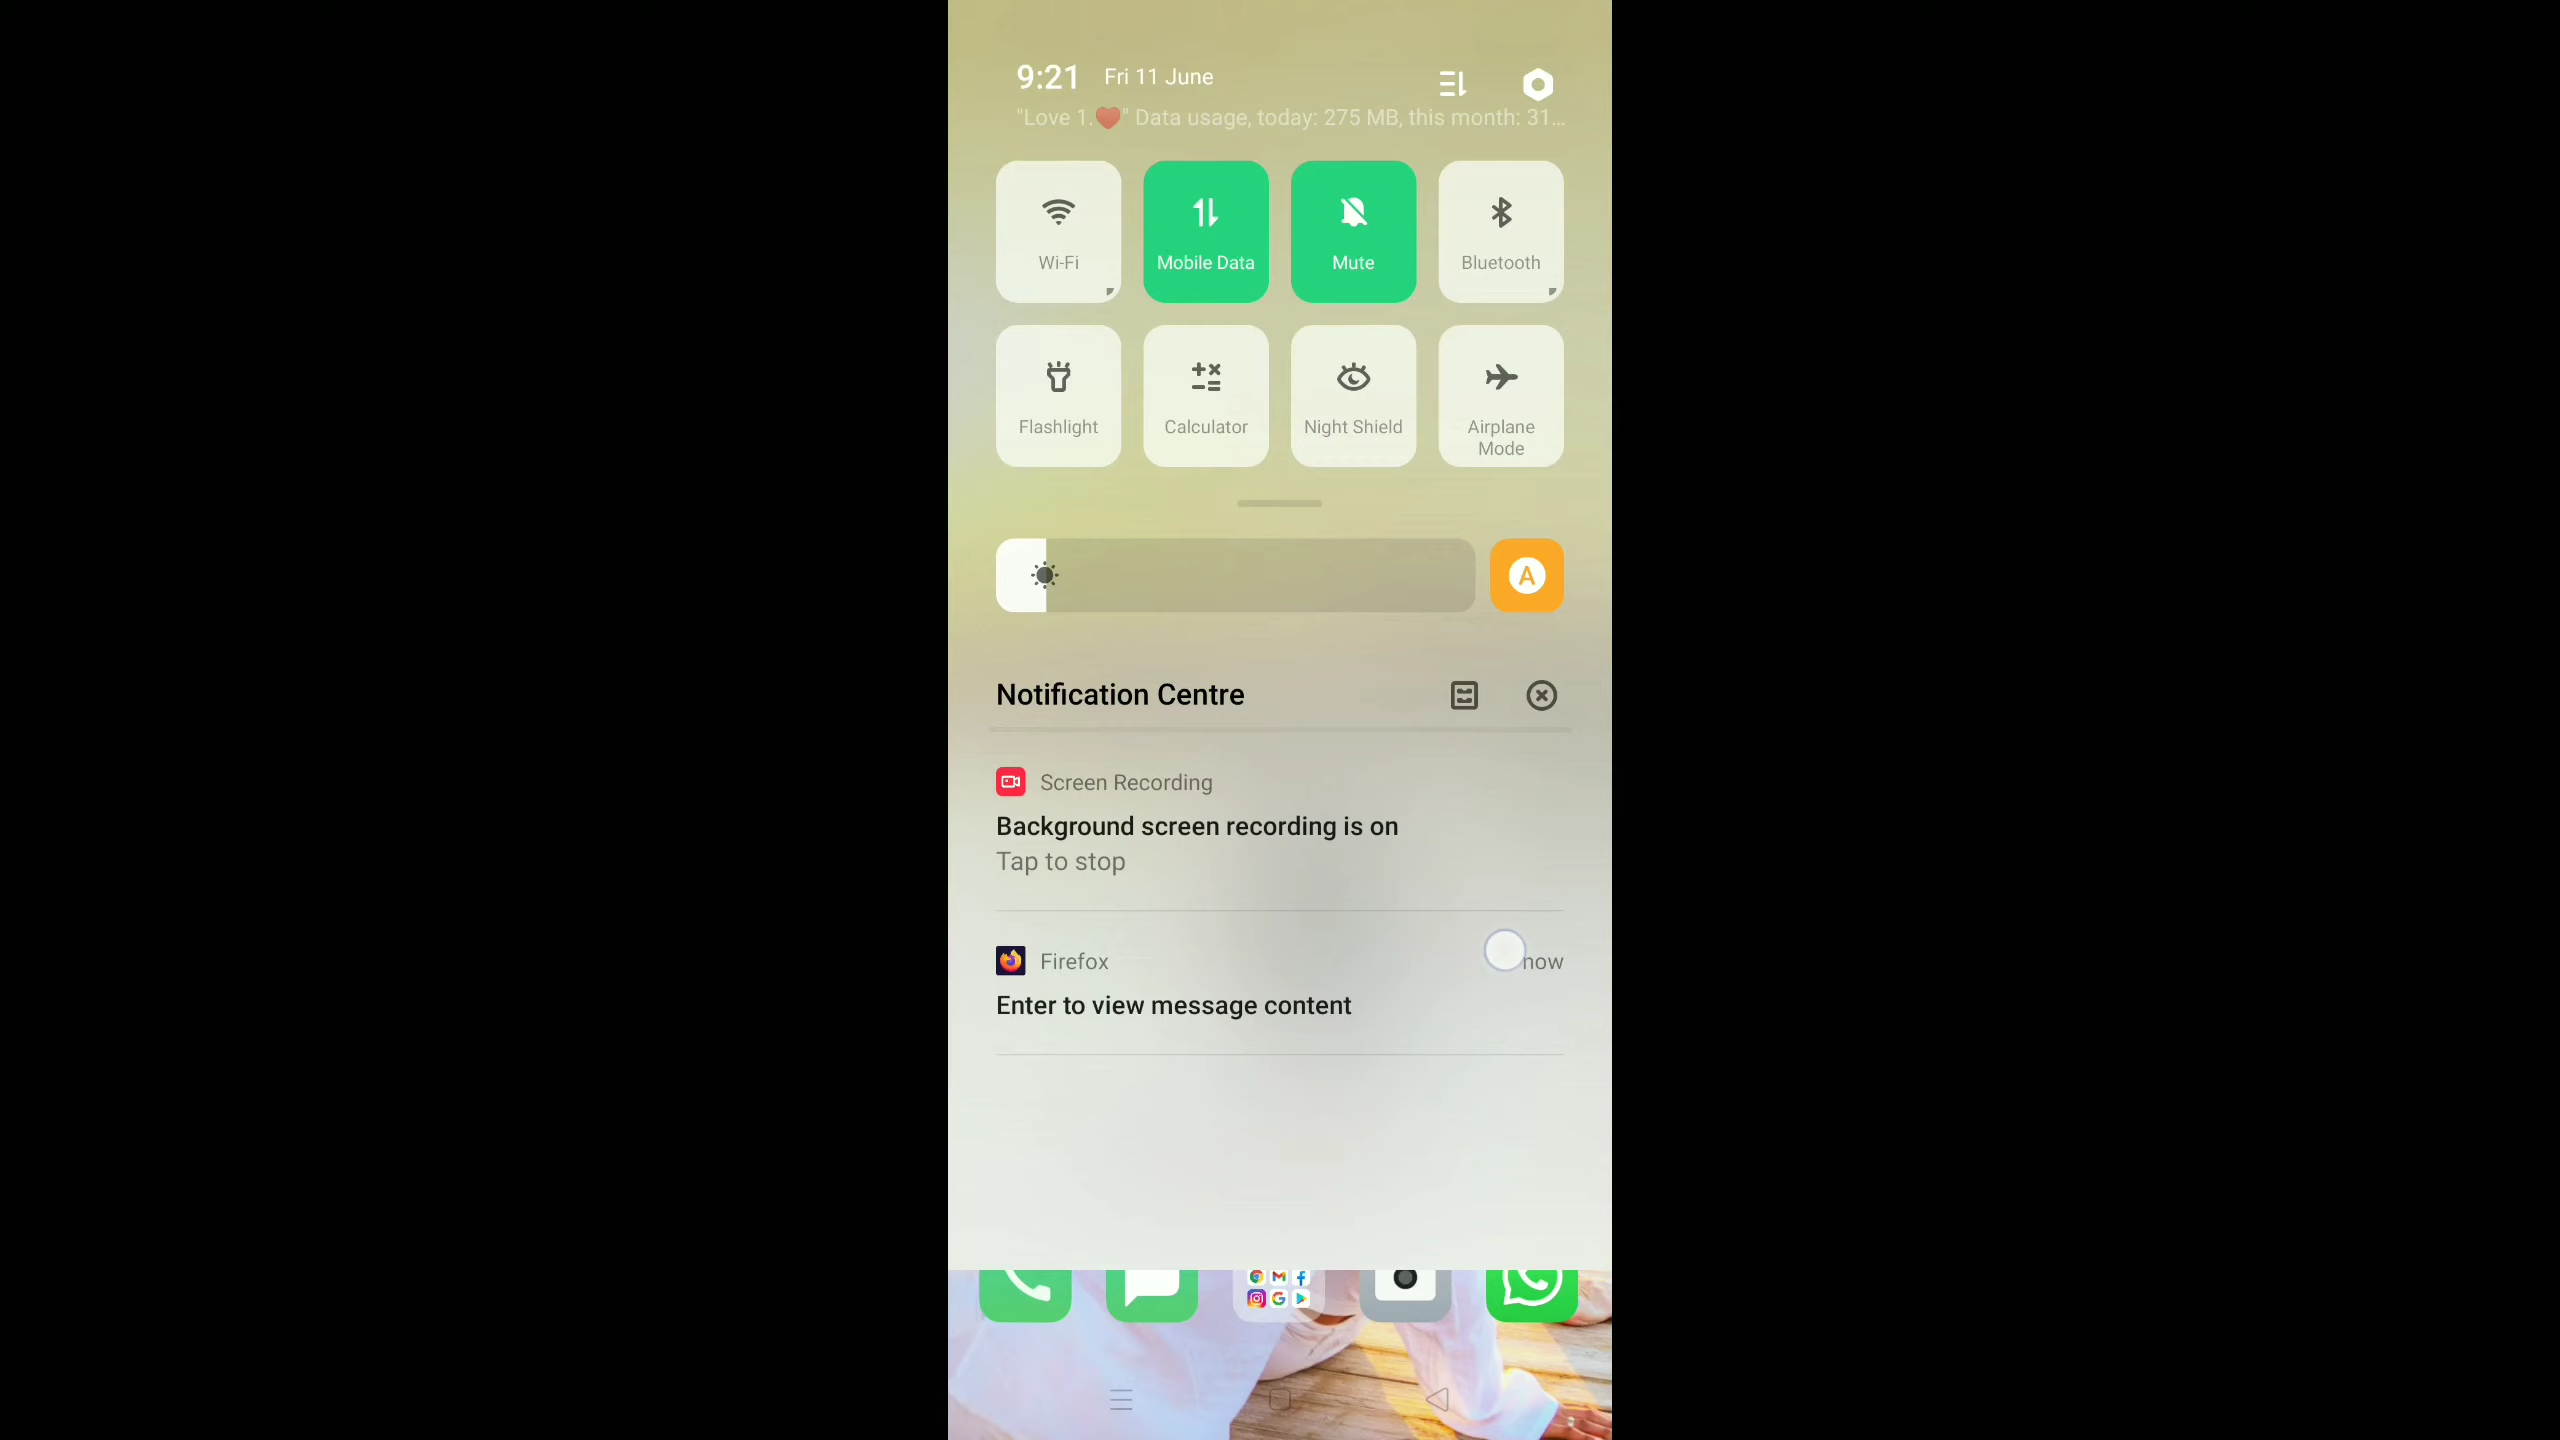 9:21 Fri 11 June
"Love 1.❤️" Data usage, today: 275 MB, this month: 31...
Wi-Fi
Mobile Data
Mute
Bluetooth
Flashlight
Calculator
Night Shield
Airplane
Mode
A
Notification Centre
Screen Recording
Background screen recording is on
Tap to stop
Firefox now
Enter to view message content